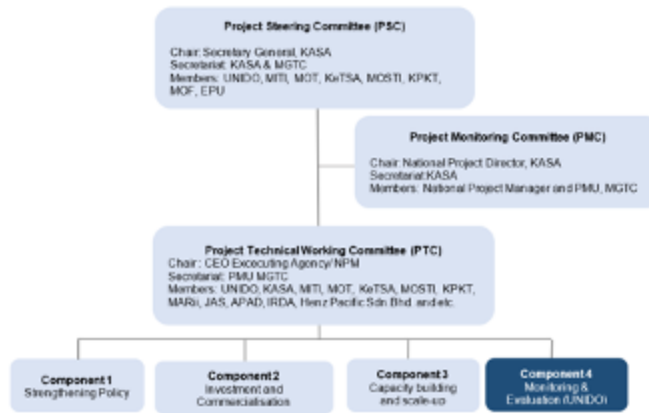 Project Steering Committee (PSC)
Chair: Secretary General, KASA
Secretariat: KASA & MGTC
Members: UNIDO, MITI, MOT, KeTSA, MOSTI, KPKT,
MOF, EPU
Project Monitoring Committee (PMC)
Chair: National Project Director, KASA
Secretariat:KASA
Members: National Project Manager and PMU, MGTC
Project Technical Working Committee (PTC)
Chair : CEO Excecuting Agency/ NPM
Secretariat: PMU MGTC
Members: UNIDO, KASA, MITI, MOT, KeTSA, MOSTI, KPKT,
MARii, JAS, APAD, IRDA, Henz Pacific Sdn Bhd. and etc.
Component 1
Strengthening Policy
Component 2
Investment and
Commercialisation
Component 3
Capacity building
and scale-up
Component 4
Monitoring &
Evaluation (UNIDO)